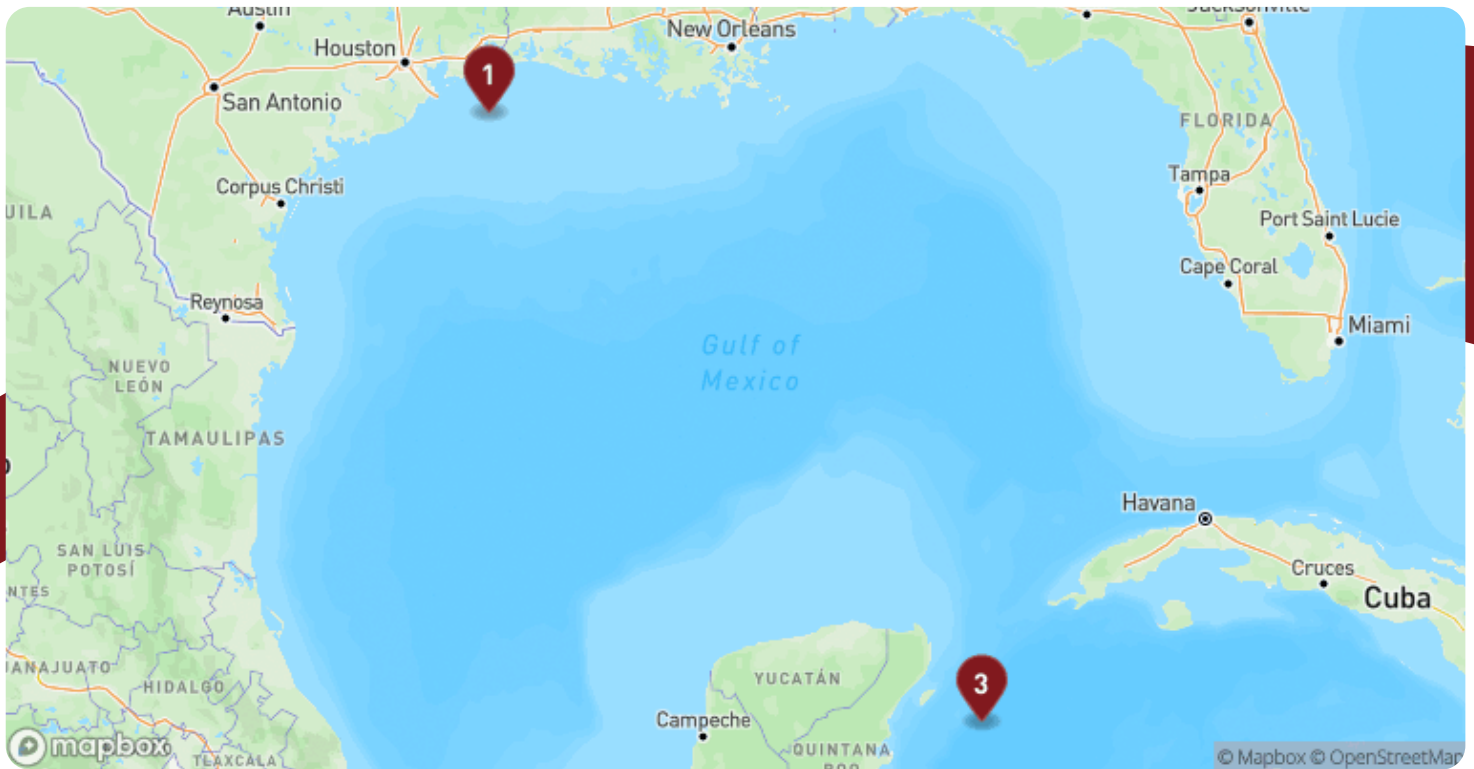 Austin
Jacksonville
New Orleans
Houston
1
San Antonio
FLORIDA
Tampa
Corpus Christi
UILA
Port Saint Lucie
Cape Coral
Reynosa
Miami
Gulf of
Mexico
NUEVO
LEÓN
TAMAULIPAS
Havana
SAN LUIS
POTOSÍ
Cruces
NTES
Cuba
JANAJUATO
YUCATÁN
3
HIDALGO
Campeche
mapbox
QUINTANA
ROO
TLAXCALA
© Mapbox © OpenStreetMap